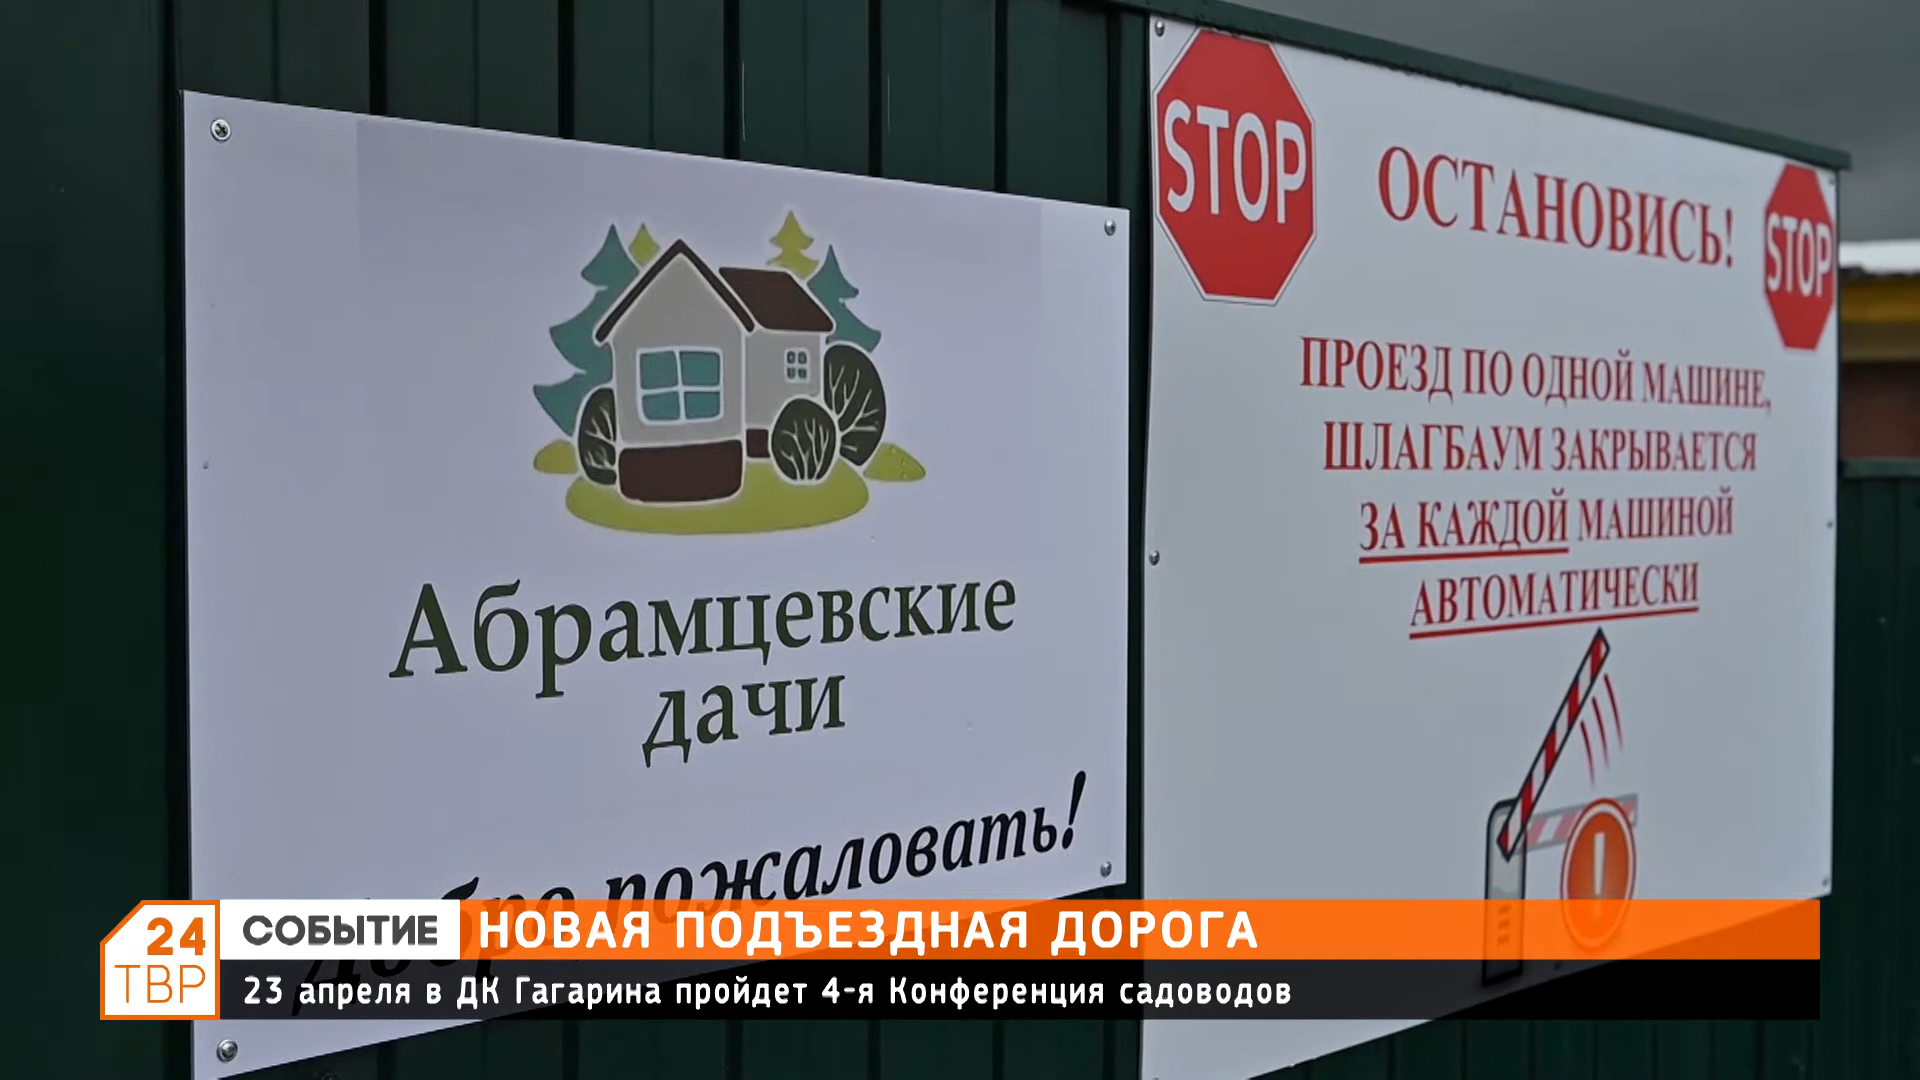 Абрамцевские
дачи
Добро пожаловать!
STOP
ОСТАНОВИСЬ!
STOP
ПРОЕЗД ПО ОДНОЙ МАШИНЕ,
ШЛАГБАУМ ЗАКРЫВАЕТСЯ
ЗА КАЖДОЙ МАШИНОЙ
АВТОМАТИЧЕСКИ
24
ТВР
СОБЫТИЕ
НОВАЯ ПОДЪЕЗДНАЯ ДОРОГА
23 апреля в ДК Гагарина пройдет 4-я Конференция садоводов